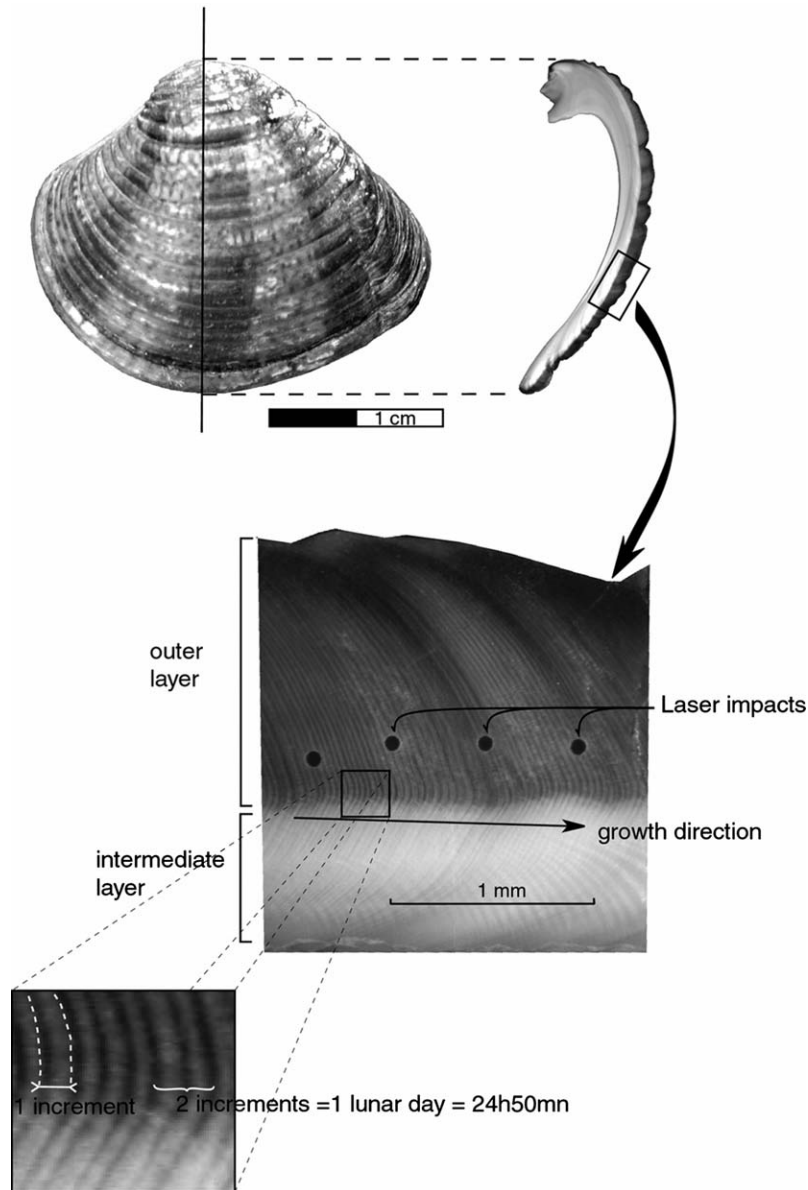 1 cm
outer
layer
Laser impacts
growth direction
intermediate
layer
1 mm
1 increment
2 increments =1 lunar day = 24h50mn